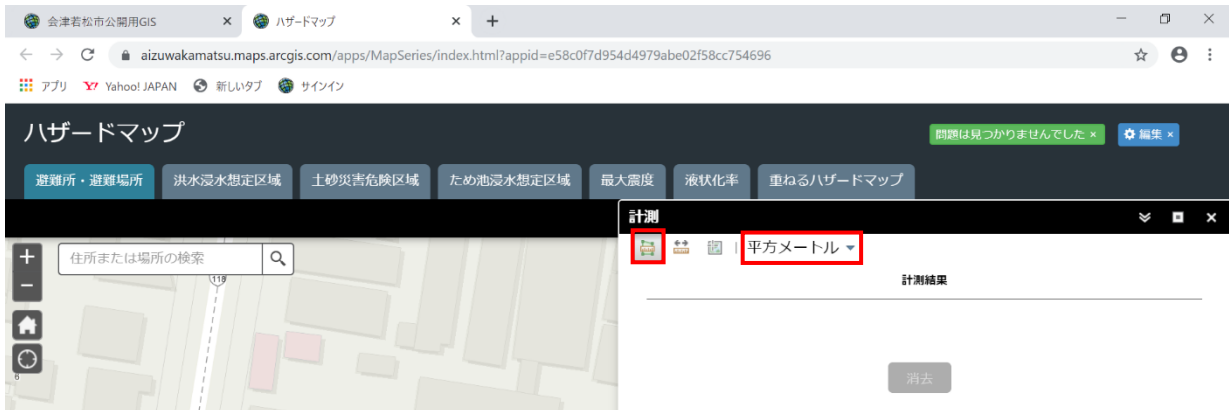 会津若松市公開用GIS
ハザードマップ
aizuwakamatsu.maps.arcgis.com/apps/MapSeries/index.html?appid=e58c0f7d954d4979abe02f58cc754696
アプリ Yahoo! JAPAN 新しいタブ サインイン
ハザードマップ
問題は見つかりませんでした ×
編集 ×
避難所・避難場所 洪水浸水想定区域 土砂災害危険区域 ため池浸水想定区域 最大震度 液状化率 重ねるハザードマップ
計測
住所または場所の検索
平方メートル
118
計測結果
消去
6